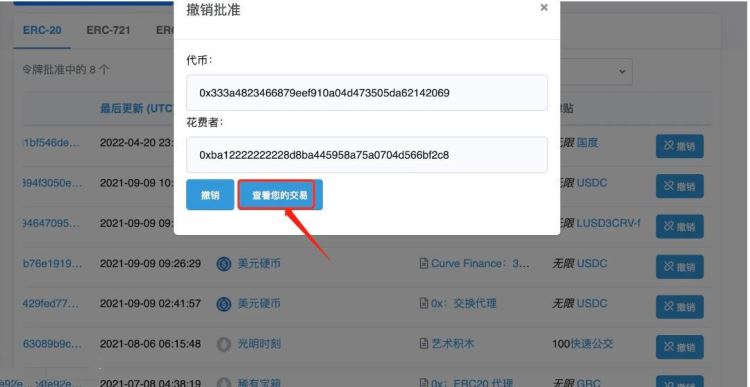 撤销批准
×
ERC-20 ERC-721
令牌批准中的 8 个
代币：
0x333a4823466879eef910a04d473505da62142069
花费者：
0xba12222222228d8ba445958a75a0704d566bf2c8
撤销 查看您的交易
最后更新 (UTC)
1bf546de... 2022-04-20 23: 无限 国度 撤销
394f3050e... 2021-09-09 10: 无限 USDC 撤销
94647095... 2021-09-09 09: 无限 LUSD3CRV-f 撤销
b76e1919... 2021-09-09 09:26:29 美元硬币 Curve Finance：3... 无限 USDC 撤销
429fed77... 2021-09-09 02:41:57 美元硬币 0x：交换代理 无限 USDC 撤销
63089b9c... 2021-08-06 06:15:48 光明时刻 艺术积木 100快速公交 撤销
2021-07-08 04:38:19 稀有宝箱 0x：ERC20 代理 无限 GRC 撤销